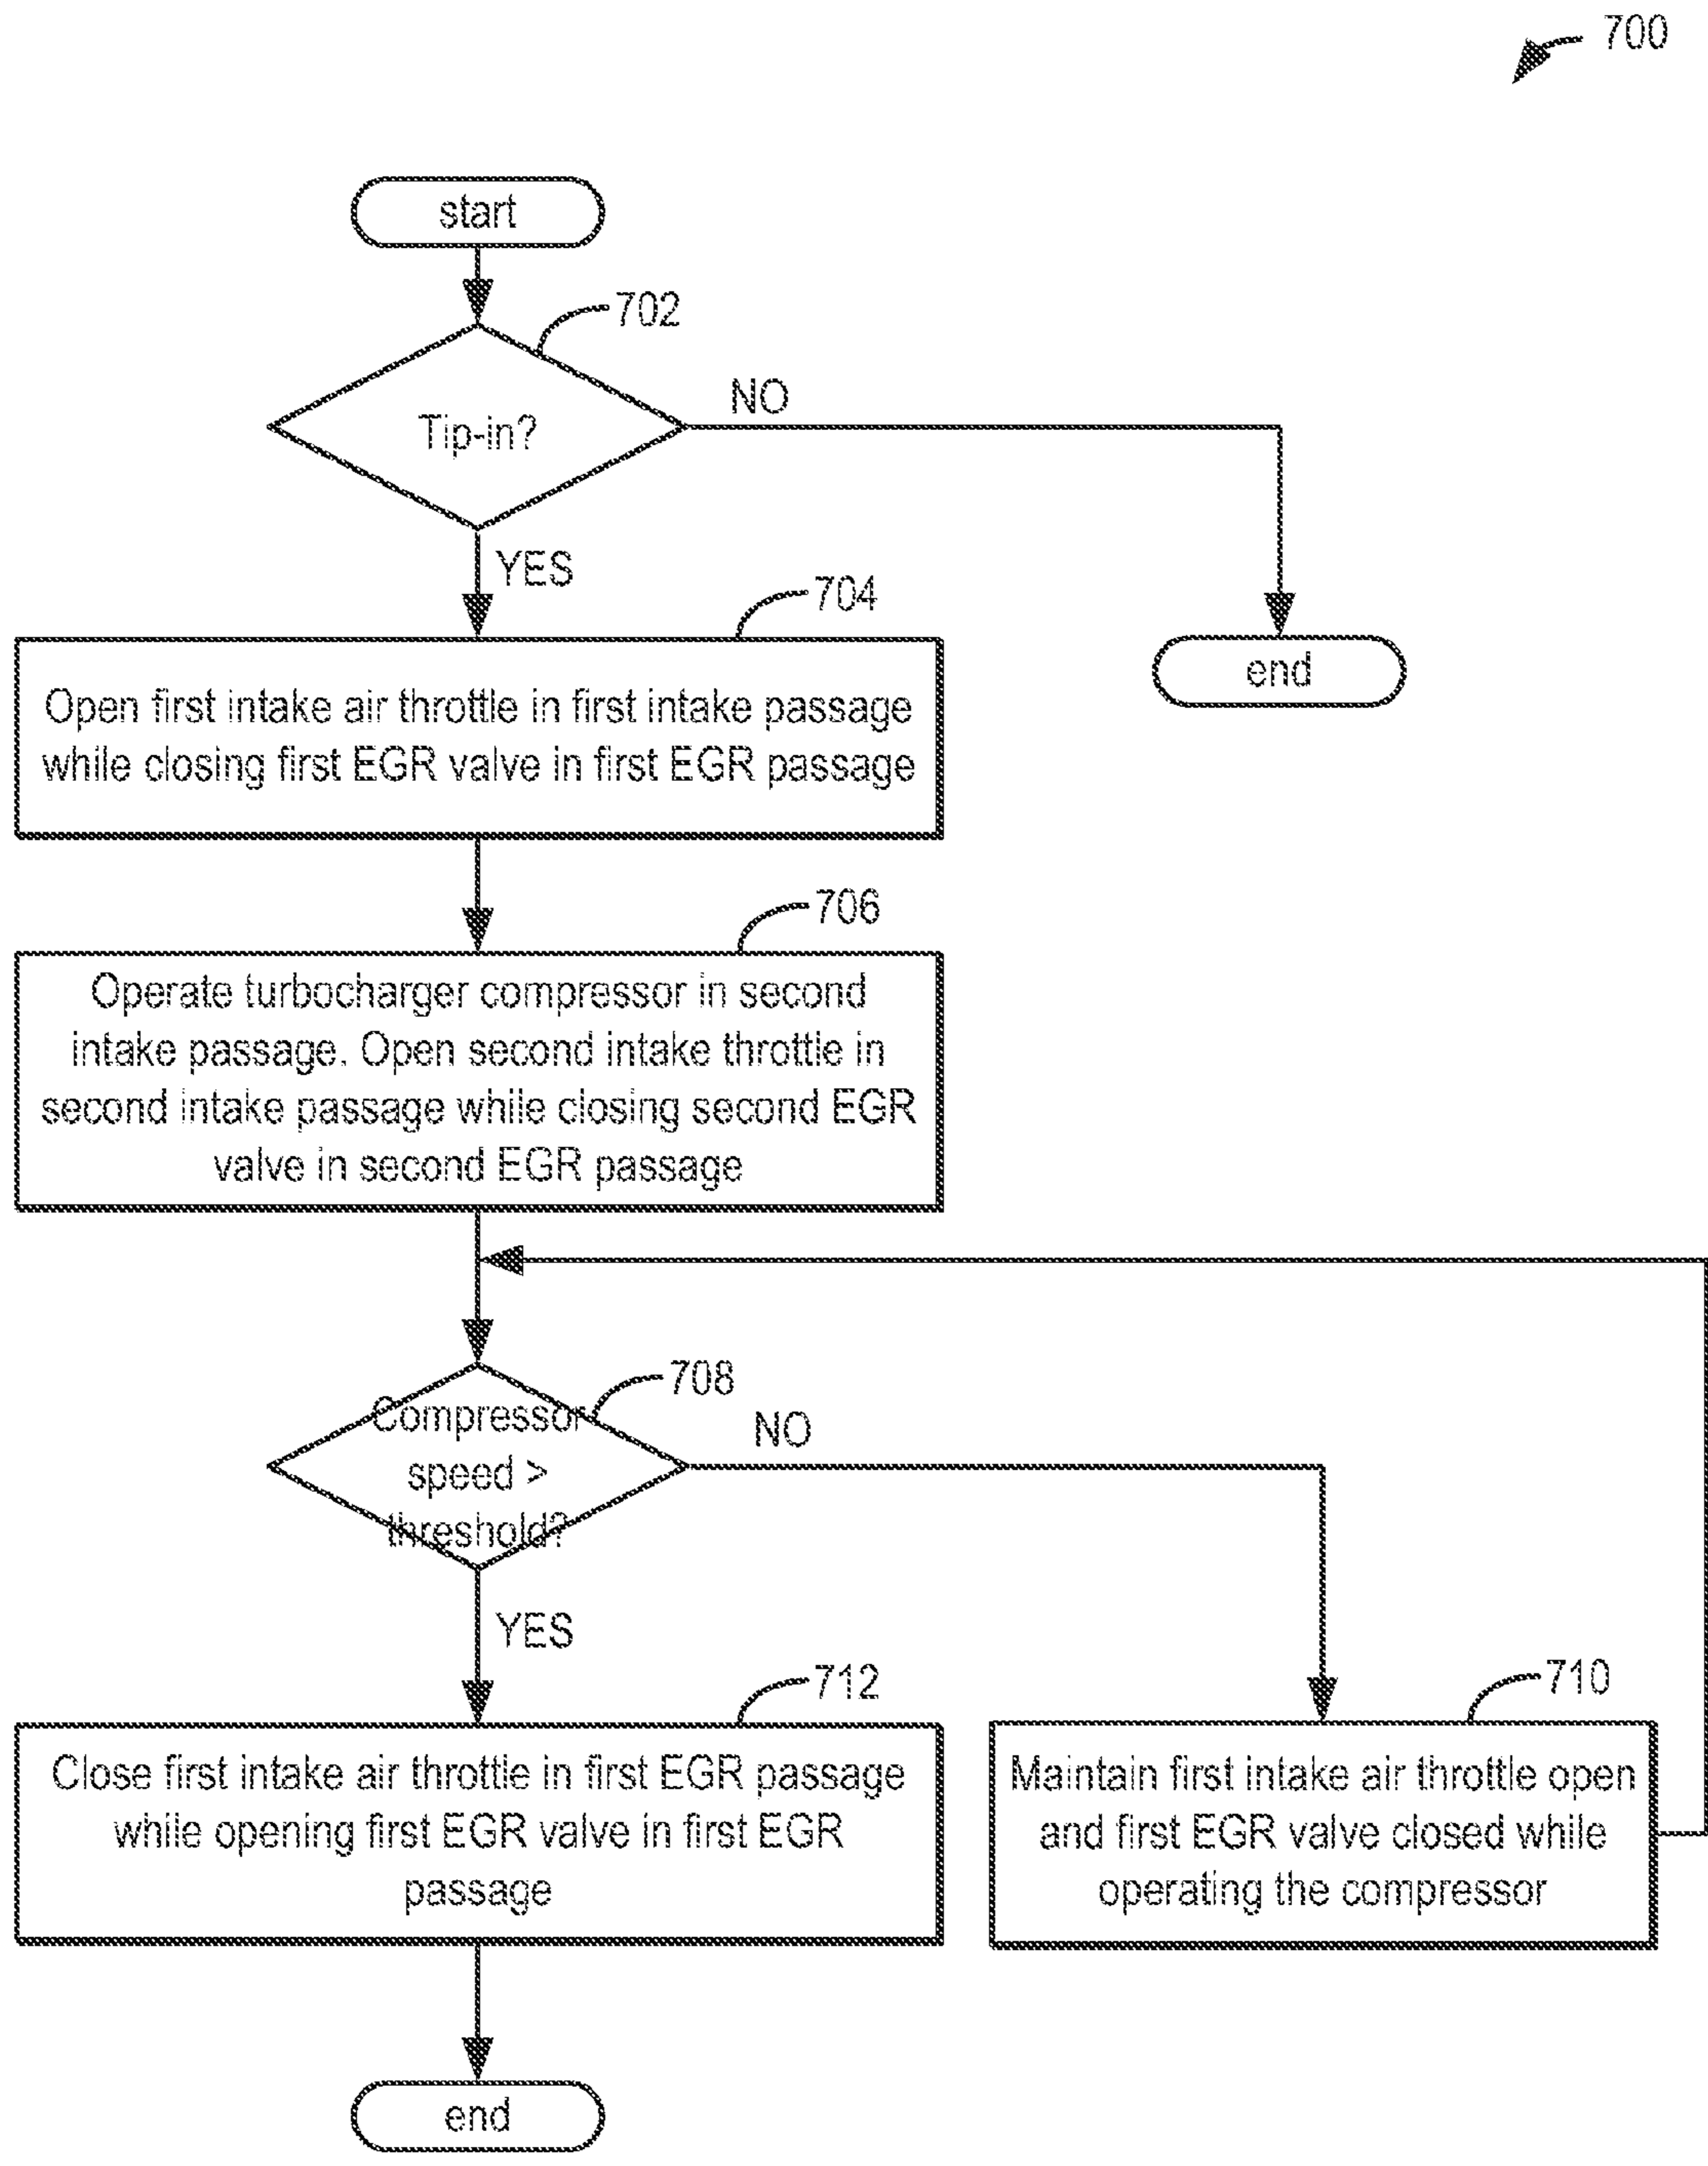 700
start
702
Tip-in?
NO
YES
704
end
Open first intake air throttle in first intake passage
while closing first EGR valve in first EGR passage
706
Operate turbocharger compressor in second
intake passage. Open second intake throttle in
second intake passage while closing second EGR
valve in second EGR passage
708
Compressor
speed >
threshold?
NO
YES
712
710
Close first intake air throttle in first EGR passage
while opening first EGR valve in first EGR
passage
Maintain first intake air throttle open
and first EGR valve closed while
operating the compressor
end